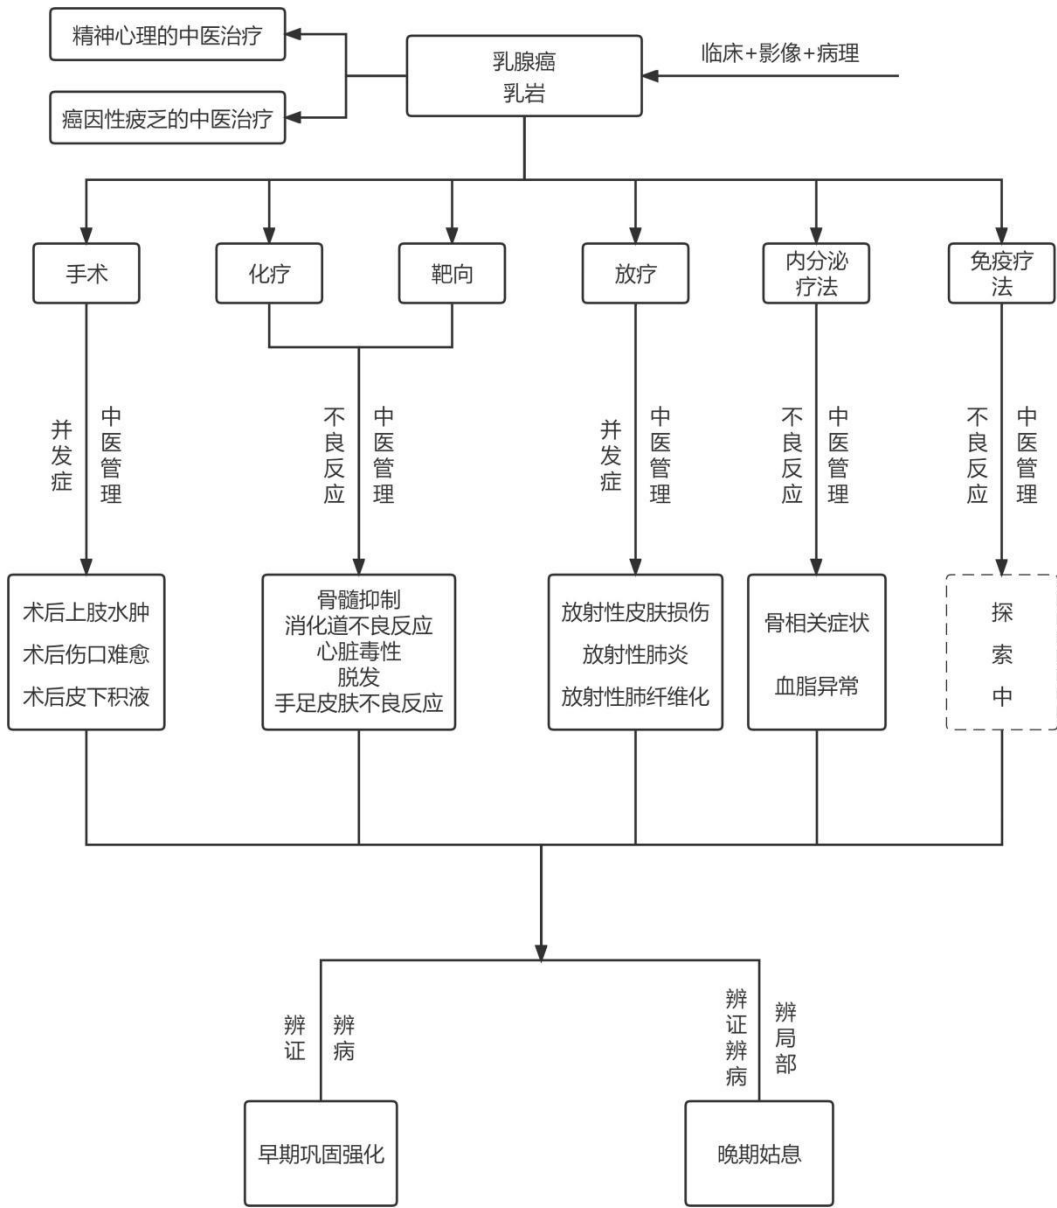 精神心理的中医治疗
癌因性疲乏的中医治疗
乳腺癌
乳岩
临床+影像+病理
手术
化疗
靶向
放疗
内分泌
疗法
免疫疗
法
并发症
中医管理
不良反应
中医管理
并发症
中医管理
不良反应
中医管理
不良反应
中医管理
术后上肢水肿
术后伤口难愈
术后皮下积液
骨髓抑制
消化道不良反应
心脏毒性
脱发
手足皮肤不良反应
放射性皮肤损伤
放射性肺炎
放射性肺纤维化
骨相关症状
血脂异常
探
索
中
辨证
辨病
辨证辨病
辨局部
早期巩固强化
晚期姑息